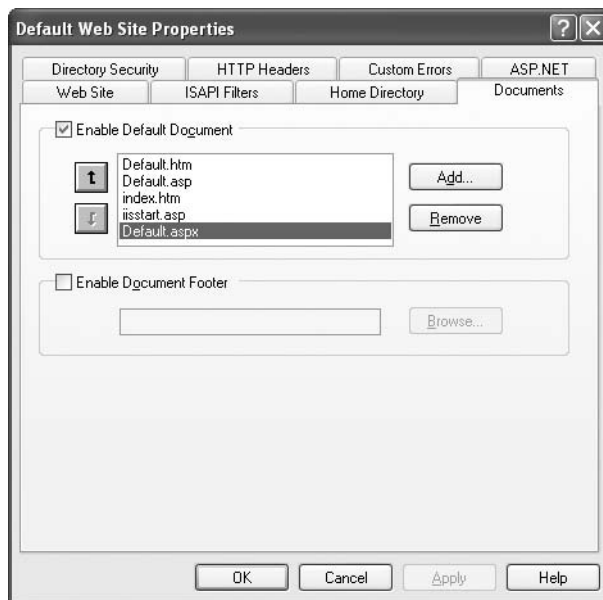 Default Web Site Properties
Directory Security HTTP Headers Custom Errors ASP.NET
Web Site ISAPI Filters Home Directory Documents
Enable Default Document
Default.htm
Default.asp
index.htm
iisstart.asp
Default.aspx
Add...
Remove
Enable Document Footer
Browse...
OK Cancel Apply Help